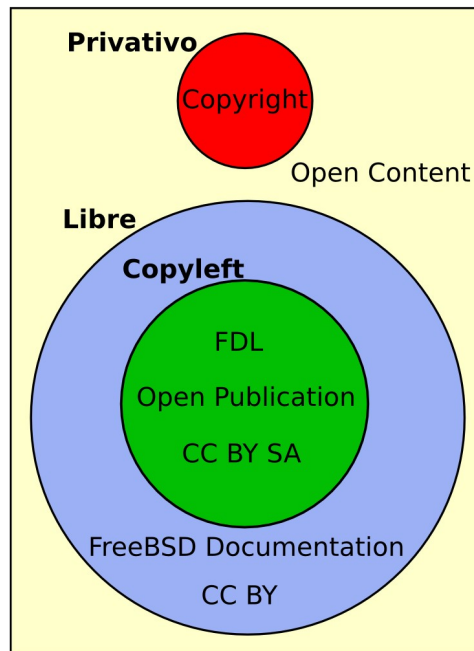 Privativo
Copyright
Open Content
Libre
Copyleft
FDL
Open Publication
CC BY SA
FreeBSD Documentation
CC BY